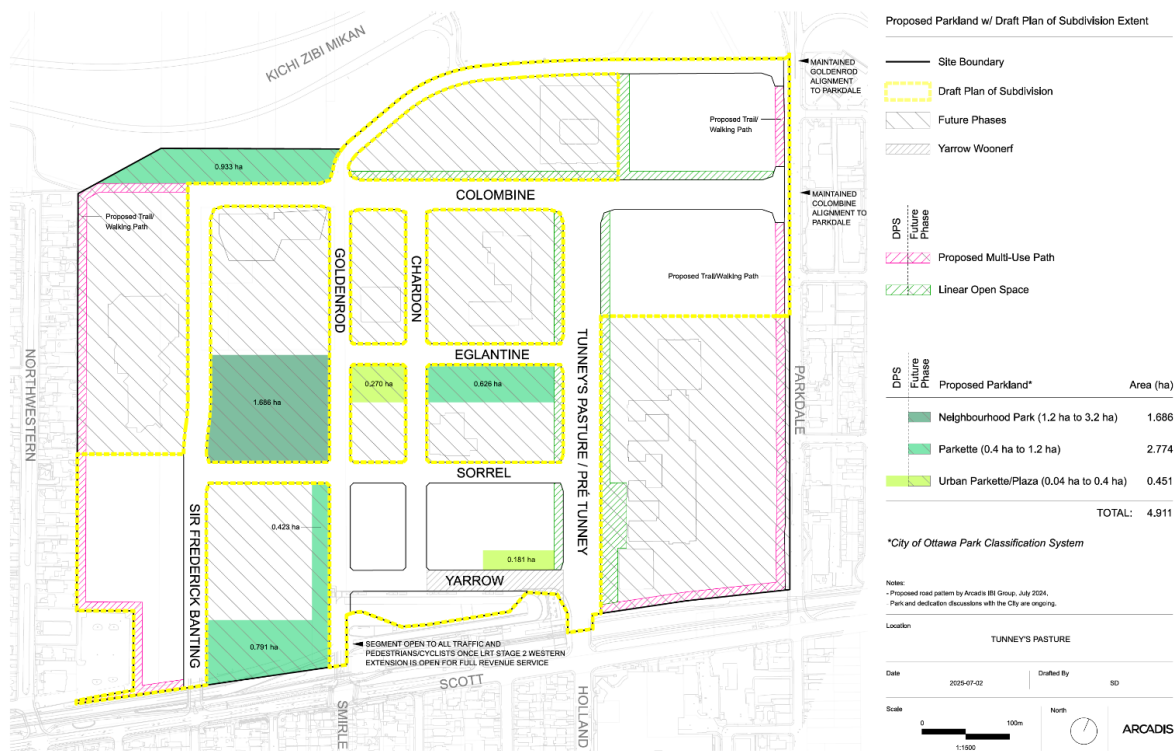 Proposed Parkland w/ Draft Plan of Subdivision Extent
Site Boundary
Draft Plan of Subdivision
Future Phases
Yarrow Woonerf
DPS
Future
Phase
Proposed Multi-Use Path
Linear Open Space
DPS
Future
Phase
Proposed Parkland*
Area (ha)
Neighbourhood Park (1.2 ha to 3.2 ha)
1.686
Parkette (0.4 ha to 1.2 ha)
2.774
Urban Parkette/Plaza (0.04 ha to 0.4 ha)
0.451
TOTAL:
4.911
*City of Ottawa Park Classification System
Notes:
- Proposed road pattern by Arcadis IBI Group, July 2024,
Park and dedication discussions with the City are ongoing.
Location
TUNNEY'S PASTURE
Date
2025-07-02
Drafted By
SD
Scale
0
100m
1:1500
North
ARCADIS
KICHI ZIBI MIKAN
MAINTAINED
GOLDENROD
ALIGNMENT
TO PARKDALE
Proposed Trail/
Walking Path
0.933 ha
COLOMBINE
MAINTAINED
COLOMBINE
ALIGNMENT TO
PARKDALE
Proposed Trail/
Walking Path
GOLDENROD
CHARDON
Proposed Trail/Walking Path
NORTHWESTERN
EGLANTINE
TUNNEY'S PASTURE / PRÉ TUNNEY
PARKDALE
1.686 ha
0.270 ha
0.626 ha
SORREL
SIR FREDERICK BANTING
0.423 ha
0.181 ha
YARROW
0.791 ha
SEGMENT OPEN TO ALL TRAFFIC AND
PEDESTRIANS/CYCLISTS ONCE LRT STAGE 2 WESTERN
EXTENSION IS OPEN FOR FULL REVENUE SERVICE
SCOTT
SMIRLE
HOLLAND